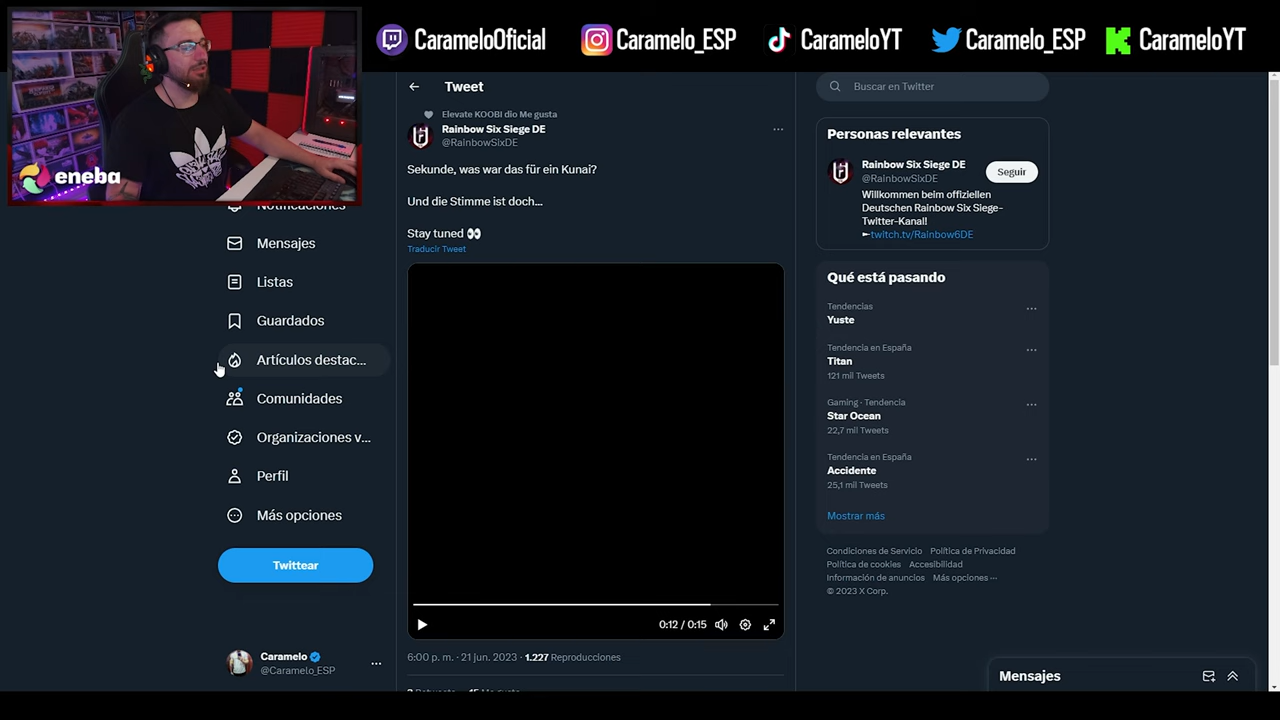 CarameloOficial
Caramelo_ESP
CarameloYT
Caramelo_ESP
CarameloYT
eneba
Notificaciones
Mensajes
Listas
Guardados
Artículos destac...
Comunidades
Organizaciones v...
Perfil
Más opciones
Twittear
Caramelo
@Caramelo_ESP
Tweet
Elevate KOOBI dio Me gusta
Rainbow Six Siege DE
@RainbowSixDE
Sekunde, was war das für ein Kunai?
Und die Stimme ist doch...
Stay tuned 👀
Traducir Tweet
0:12 / 0:15
6:00 p. m. · 21 jun. 2023 · 1.227 Reproducciones
Buscar en Twitter
Personas relevantes
Rainbow Six Siege DE
@RainbowSixDE
Seguir
Willkommen beim offiziellen
Deutschen Rainbow Six Siege-
Twitter-Kanal!
►twitch.tv/Rainbow6DE
Qué está pasando
Tendencias
Yuste
Tendencia en España
Titan
121 mil Tweets
Gaming · Tendencia
Star Ocean
22,7 mil Tweets
Tendencia en España
Accidente
25,1 mil Tweets
Mostrar más
Condiciones de Servicio Política de Privacidad
Política de cookies Accesibilidad
Información de anuncios Más opciones ···
© 2023 X Corp.
Mensajes